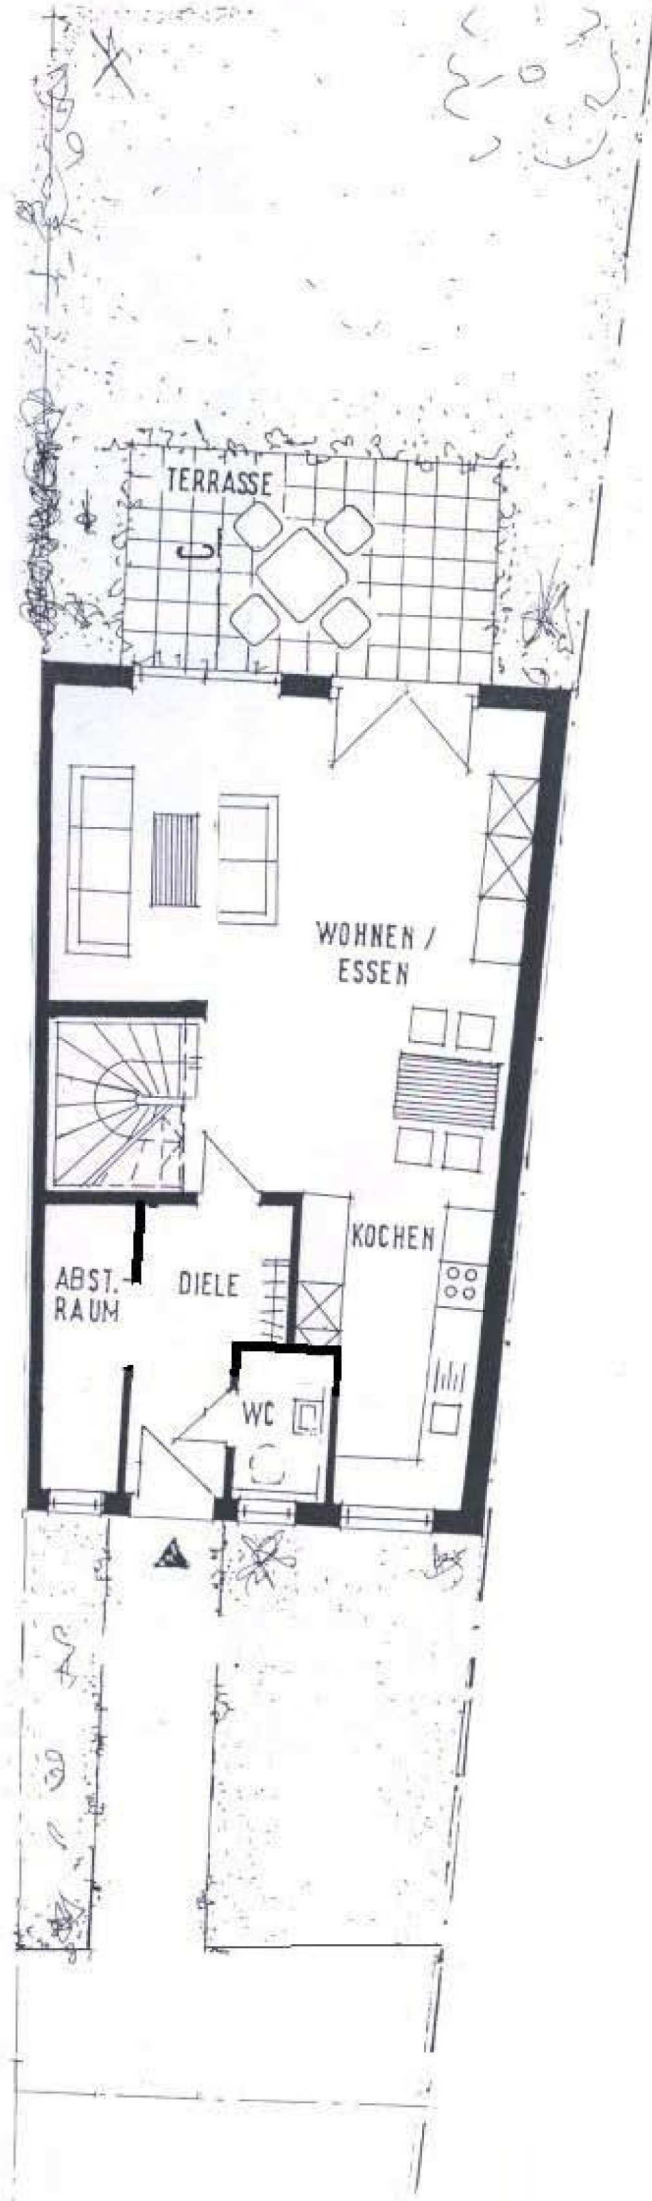 TERRASSE
WOHNEN /
ESSEN
KOCHEN
ABST.-
RAUM
DIELE
WC